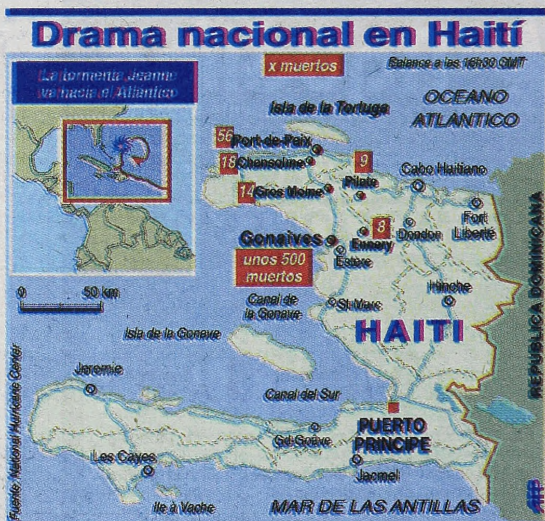 Drama nacional en Haití
La tormenta Jeanne
va hacia el Atlántico
x muertos
Balance a las 16h30 GMT
OCEANO
ATLANTICO
Isla de la Tortuga
56
Port-de-Paix
18
Chansolme
9
14
Gros Morne
Pilate
Cabo Haitiano
Fort
Liberté
8
Ennery
Dondon
Gonaives
Estère
unos 500
muertos
Hinche
REPUBLICA DOMINICANA
0 50 km
Canal de
la Gonave
St-Marc
Isla de la Gonave
HAITI
Jeremie
Canal del Sur
PUERTO
PRINCIPE
Gd-Goâve
Les Cayes
Jacmel
Ile à Vache
MAR DE LAS ANTILLAS
Fuente: National Hurricane Center
AFP